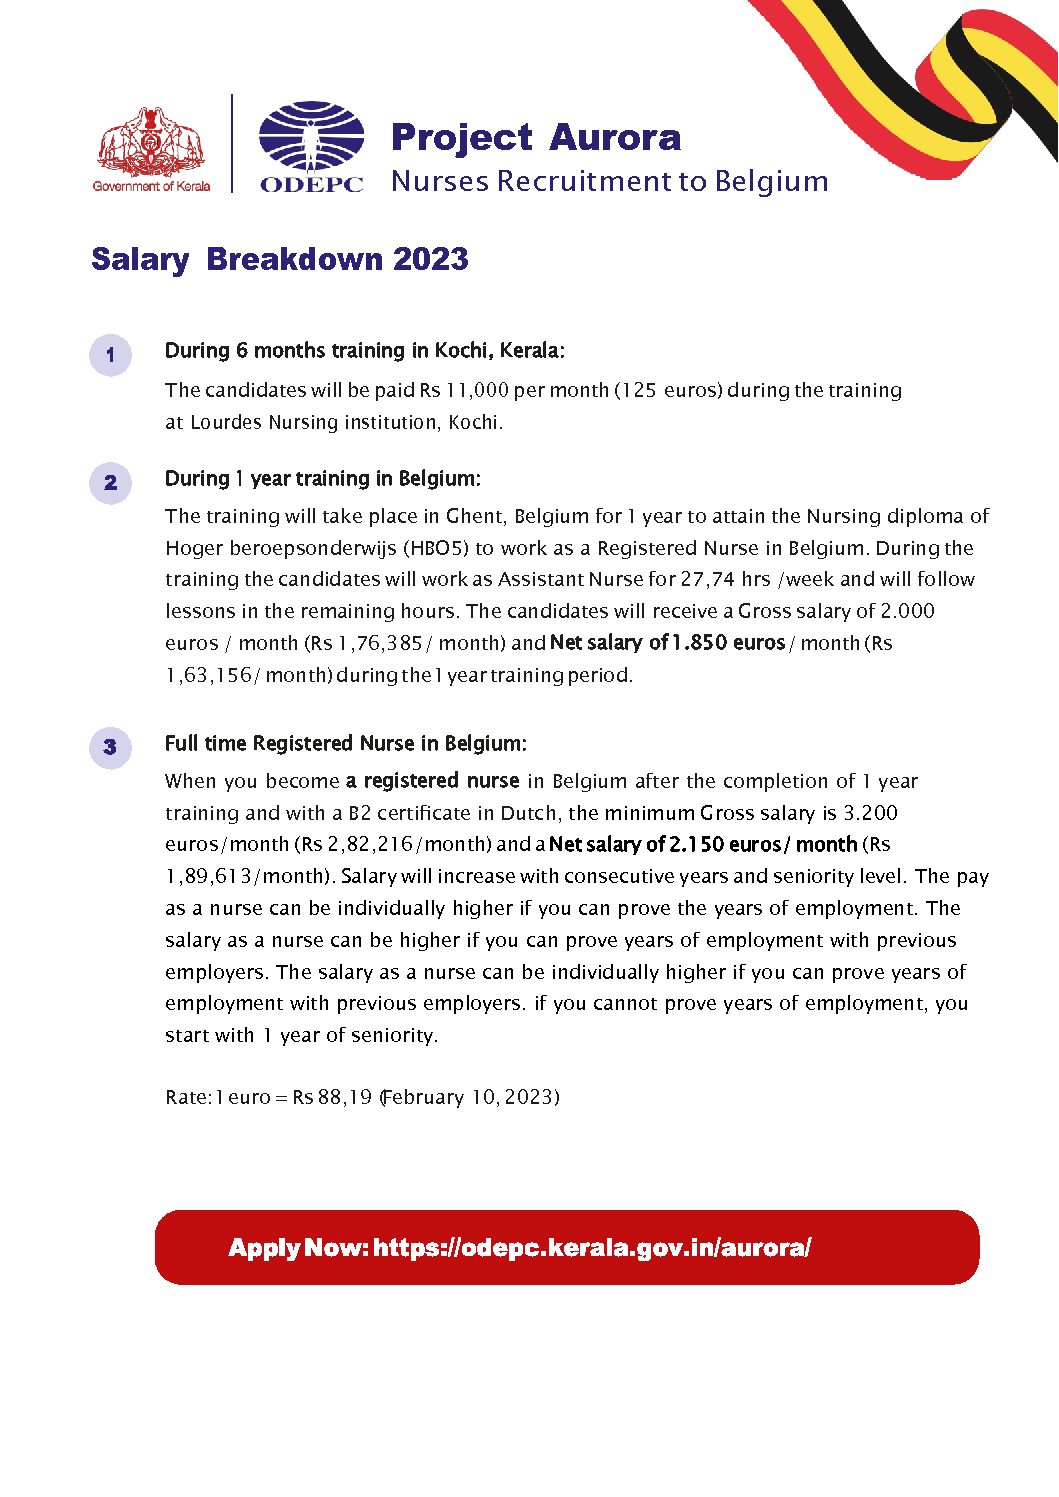 Government of Kerala
ODEPC
Project Aurora
Nurses Recruitment to Belgium
Salary Breakdown 2023
1
During 6 months training in Kochi, Kerala:
The candidates will be paid Rs 11,000 per month (125 euros) during the training
at Lourdes Nursing institution, Kochi.
2
During 1 year training in Belgium:
The training will take place in Ghent, Belgium for 1 year to attain the Nursing diploma of
Hoger beroepsonderwijs (HBO5) to work as a Registered Nurse in Belgium. During the
training the candidates will work as Assistant Nurse for 27,74 hrs /week and will follow
lessons in the remaining hours. The candidates will receive a Gross salary of 2.000
euros / month (Rs 1,76,385/ month) and Net salary of 1.850 euros / month (Rs
1,63,156/ month) during the 1 year training period.
3
Full time Registered Nurse in Belgium:
When you become a registered nurse in Belgium after the completion of 1 year
training and with a B2 certificate in Dutch, the minimum Gross salary is 3.200
euros/month (Rs 2,82,216/month) and a Net salary of 2.150 euros/ month (Rs
1,89,613/month). Salary will increase with consecutive years and seniority level. The pay
as a nurse can be individually higher if you can prove the years of employment. The
salary as a nurse can be higher if you can prove years of employment with previous
employers. The salary as a nurse can be individually higher if you can prove years of
employment with previous employers. if you cannot prove years of employment, you
start with 1 year of seniority.
Rate: 1 euro = Rs 88,19 (February 10, 2023)
Apply Now: https://odepc.kerala.gov.in/aurora/